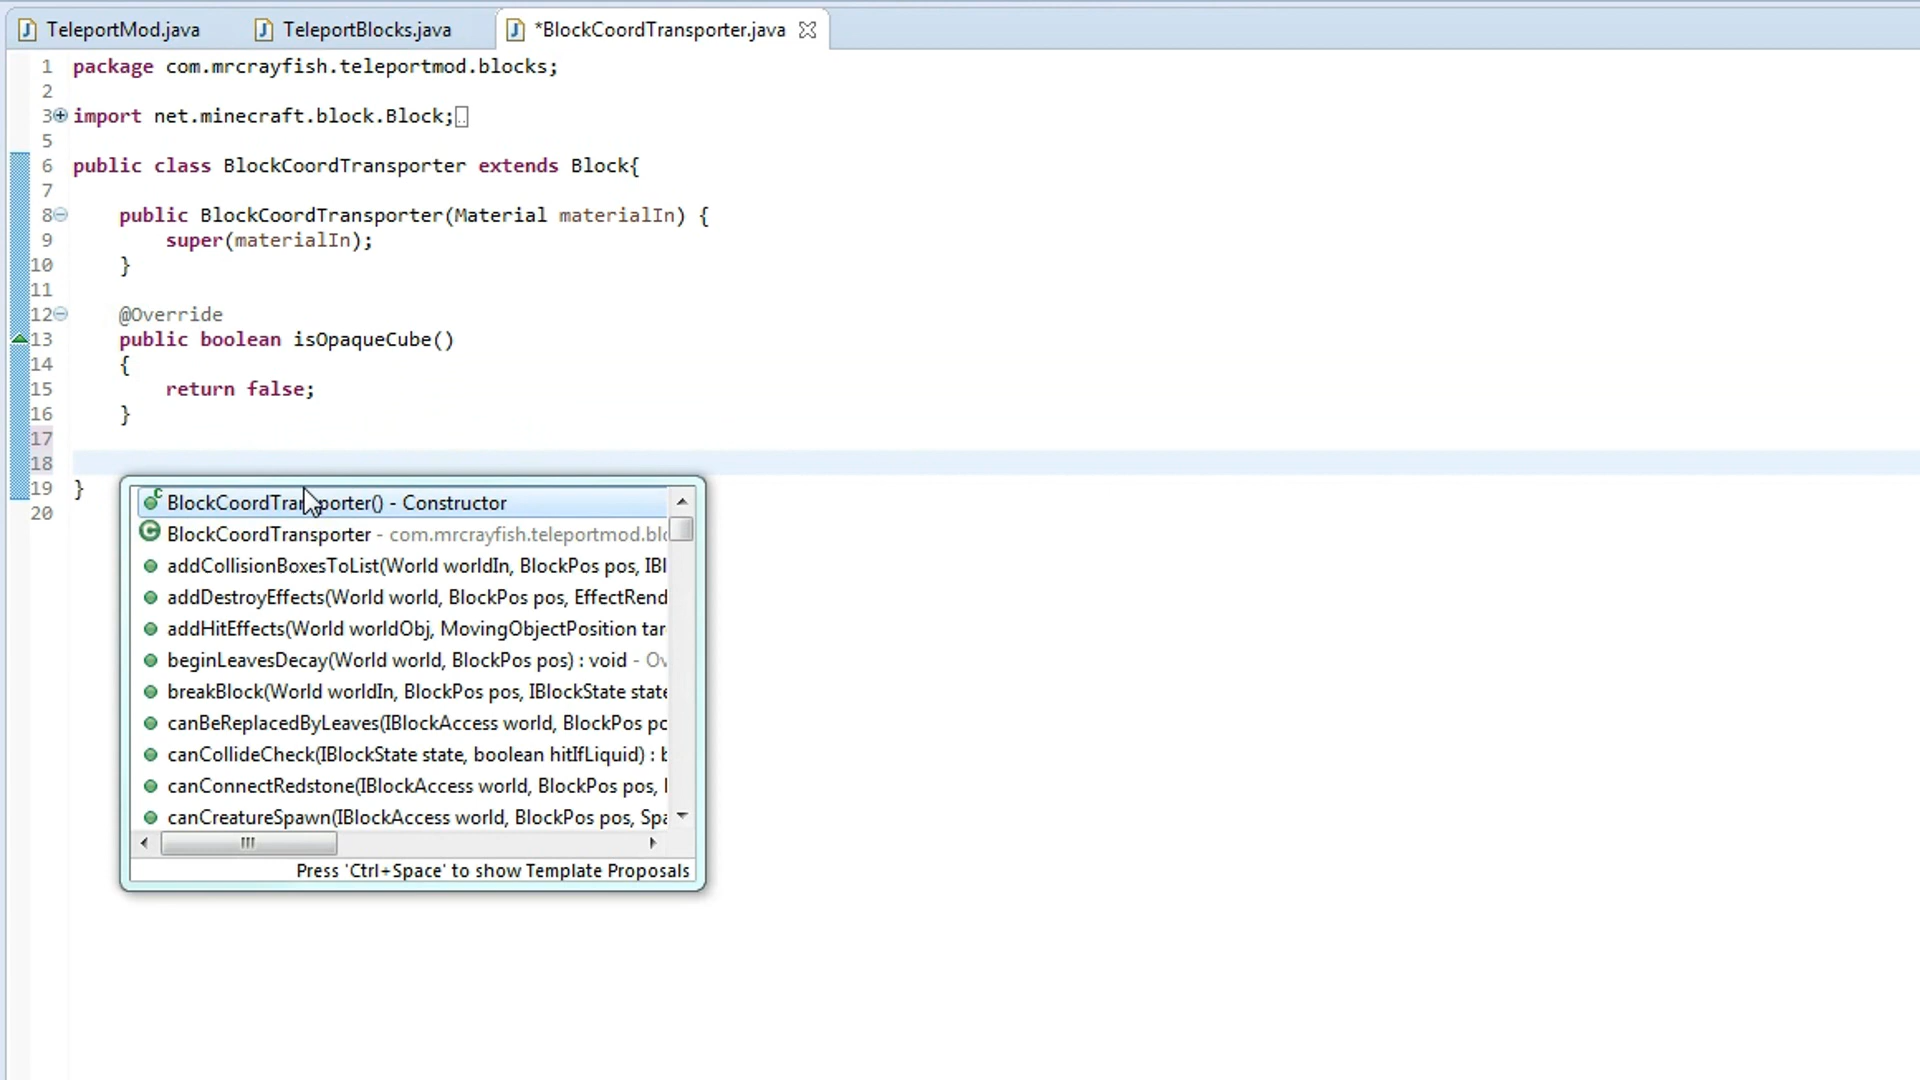 TeleportMod.java TeleportBlocks.java *BlockCoordTransporter.java
1 package com.mrcrayfish.teleportmod.blocks;
2
3 import net.minecraft.block.Block;
5
6 public class BlockCoordTransporter extends Block{
7
8 public BlockCoordTransporter(Material materialIn) {
9 super(materialIn);
10 }
11
12 @Override
13 public boolean isOpaqueCube()
14 {
15 return false;
16 }
17
18
19 }
20
BlockCoordTransporter() - Constructor
BlockCoordTransporter - com.mrcrayfish.teleportmod.blo
addCollisionBoxesToList(World worldIn, BlockPos pos, IBl
addDestroyEffects(World world, BlockPos pos, EffectRend
addHitEffects(World worldObj, MovingObjectPosition tar
beginLeavesDecay(World world, BlockPos pos) : void - Ov
breakBlock(World worldIn, BlockPos pos, IBlockState state
canBeReplacedByLeaves(IBlockAccess world, BlockPos po
canCollideCheck(IBlockState state, boolean hitIfLiquid) : b
canConnectRedstone(IBlockAccess world, BlockPos pos,
canCreatureSpawn(IBlockAccess world, BlockPos pos, Spa
Press 'Ctrl+Space' to show Template Proposals